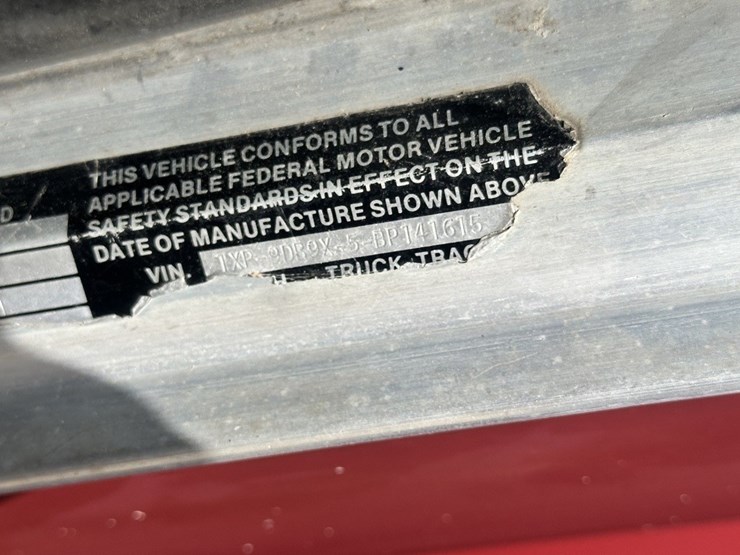 D
THIS VEHICLE CONFORMS TO ALL
APPLICABLE FEDERAL MOTOR VEHICLE
SAFETY STANDARDS IN EFFECT ON THE
DATE OF MANUFACTURE SHOWN ABOVE
VIN.
TRUCK TRAC